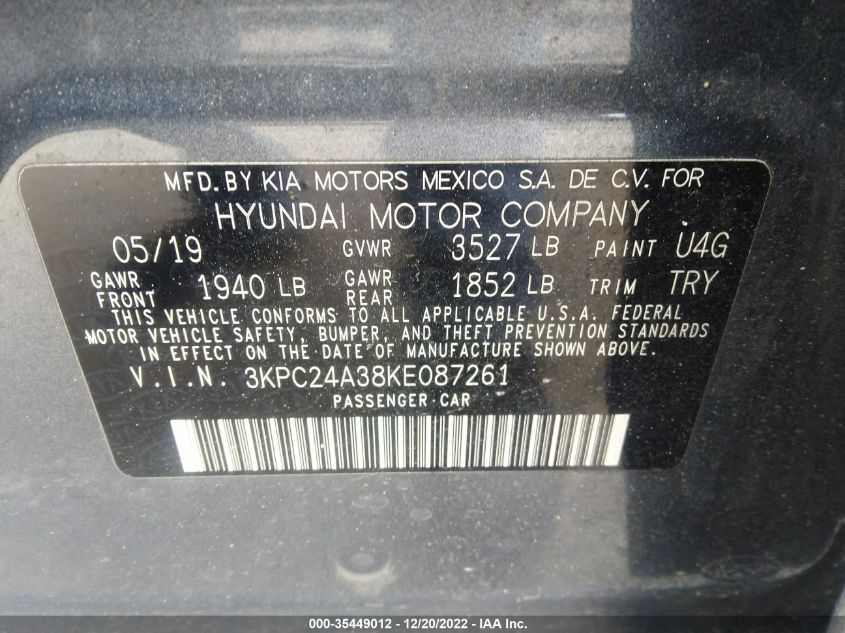 MFD. BY KIA MOTORS MEXICO S.A. DE C.V. FOR
HYUNDAI MOTOR COMPANY
05/19 GVWR 3527 LB PAINT U4G
GAWR FRONT 1940 LB GAWR REAR 1852 LB TRIM TRY
THIS VEHICLE CONFORMS TO ALL APPLICABLE U.S.A. FEDERAL
MOTOR VEHICLE SAFETY, BUMPER, AND THEFT PREVENTION STANDARDS
IN EFFECT ON THE DATE OF MANUFACTURE SHOWN ABOVE.
V.I.N. 3KPC24A38KE087261
PASSENGER CAR
000-35449012 - 12/20/2022 - IAA Inc.